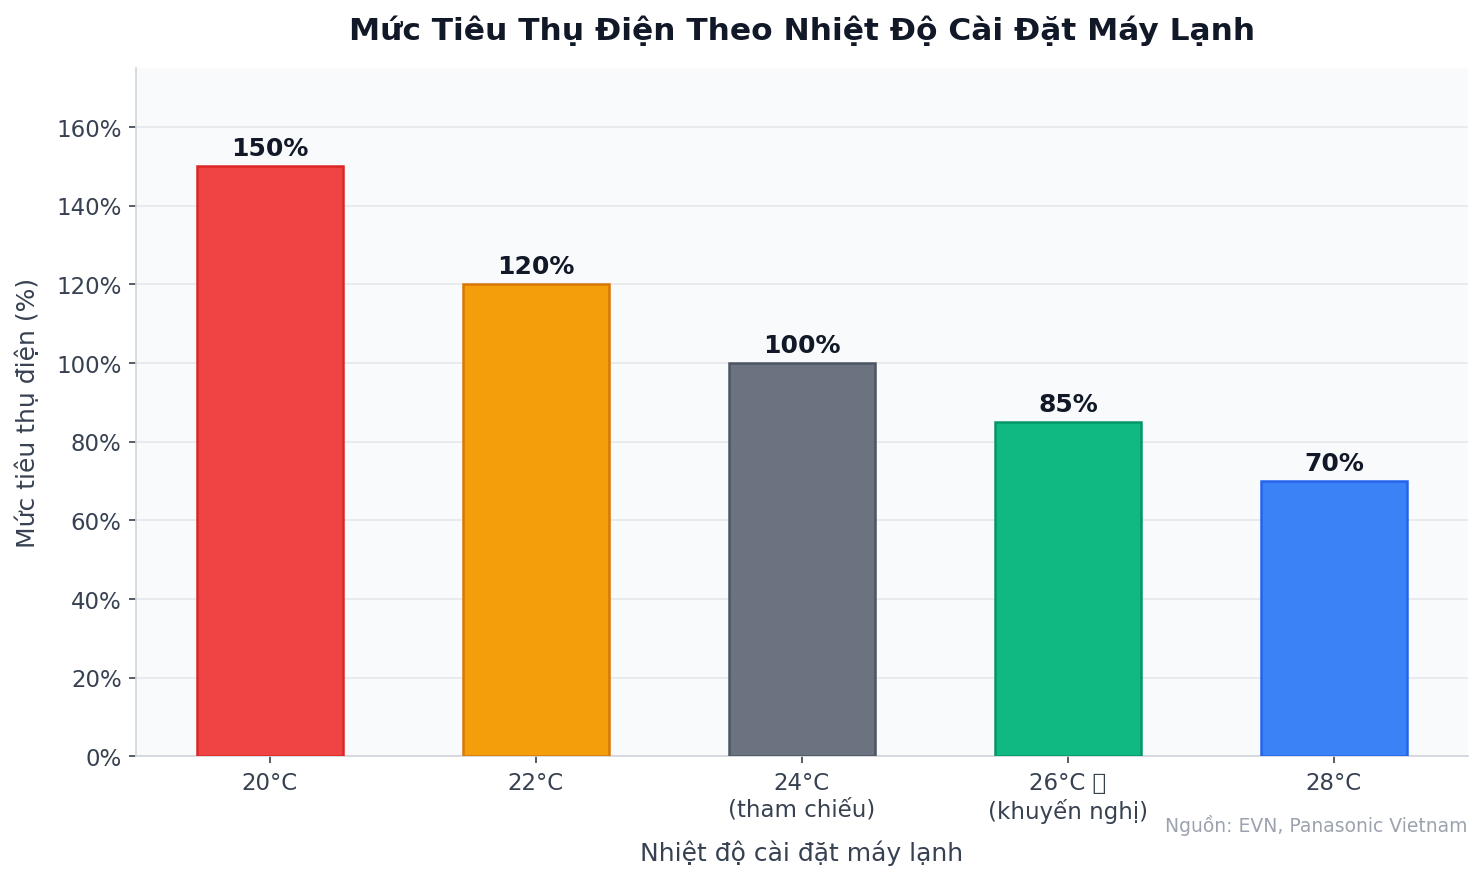 Mức Tiêu Thụ Điện Theo Nhiệt Độ Cài Đặt Máy Lạnh
Mức tiêu thụ điện (%)
160%
140%
120%
100%
80%
60%
40%
20%
0%
150%
120%
100%
85%
70%
20°C
22°C
24°C
(tham chiếu)
26°C
(khuyến nghị)
28°C
Nguồn: EVN, Panasonic Vietnam
Nhiệt độ cài đặt máy lạnh